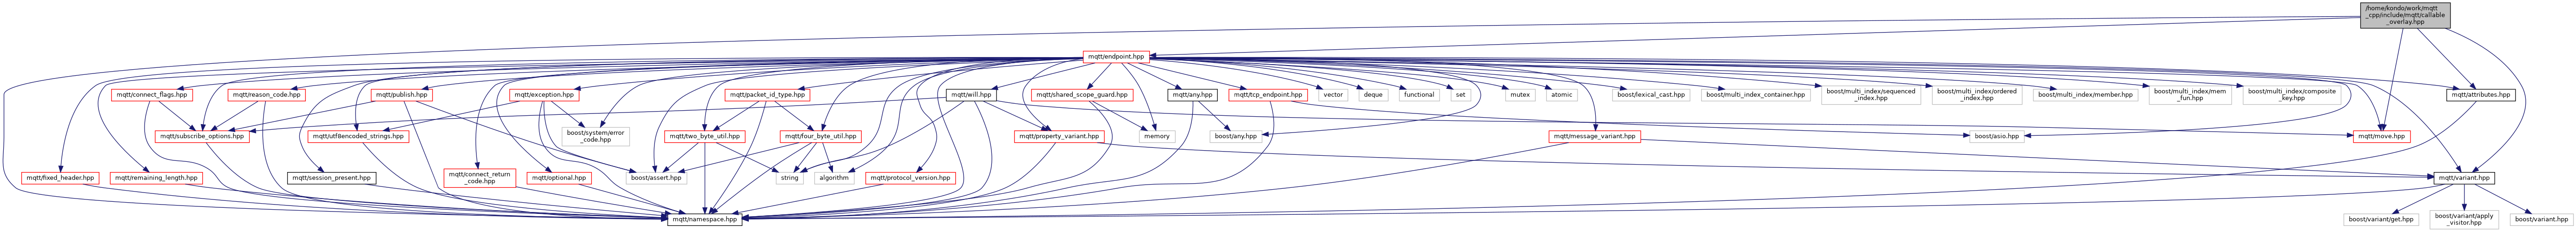 /home/kondo/work/mqtt
_cpp/include/mqtt/callable
_overlay.hpp
mqtt/endpoint.hpp
mqtt/connect_flags.hpp
mqtt/reason_code.hpp
mqtt/publish.hpp
mqtt/exception.hpp
mqtt/packet_id_type.hpp
mqtt/will.hpp
mqtt/shared_scope_guard.hpp
mqtt/any.hpp
mqtt/tcp_endpoint.hpp
vector
deque
functional
set
mutex
atomic
boost/lexical_cast.hpp
boost/multi_index_container.hpp
boost/multi_index/sequenced
_index.hpp
boost/multi_index/ordered
_index.hpp
boost/multi_index/member.hpp
boost/multi_index/mem
_fun.hpp
boost/multi_index/composite
_key.hpp
mqtt/attributes.hpp
mqtt/subscribe_options.hpp
mqtt/utf8encoded_strings.hpp
boost/system/error
_code.hpp
mqtt/two_byte_util.hpp
mqtt/four_byte_util.hpp
mqtt/property_variant.hpp
memory
boost/any.hpp
mqtt/message_variant.hpp
boost/asio.hpp
mqtt/move.hpp
mqtt/fixed_header.hpp
mqtt/remaining_length.hpp
mqtt/session_present.hpp
mqtt/connect_return
_code.hpp
mqtt/optional.hpp
boost/assert.hpp
string
algorithm
mqtt/protocol_version.hpp
mqtt/variant.hpp
mqtt/namespace.hpp
boost/variant/get.hpp
boost/variant/apply
_visitor.hpp
boost/variant.hpp